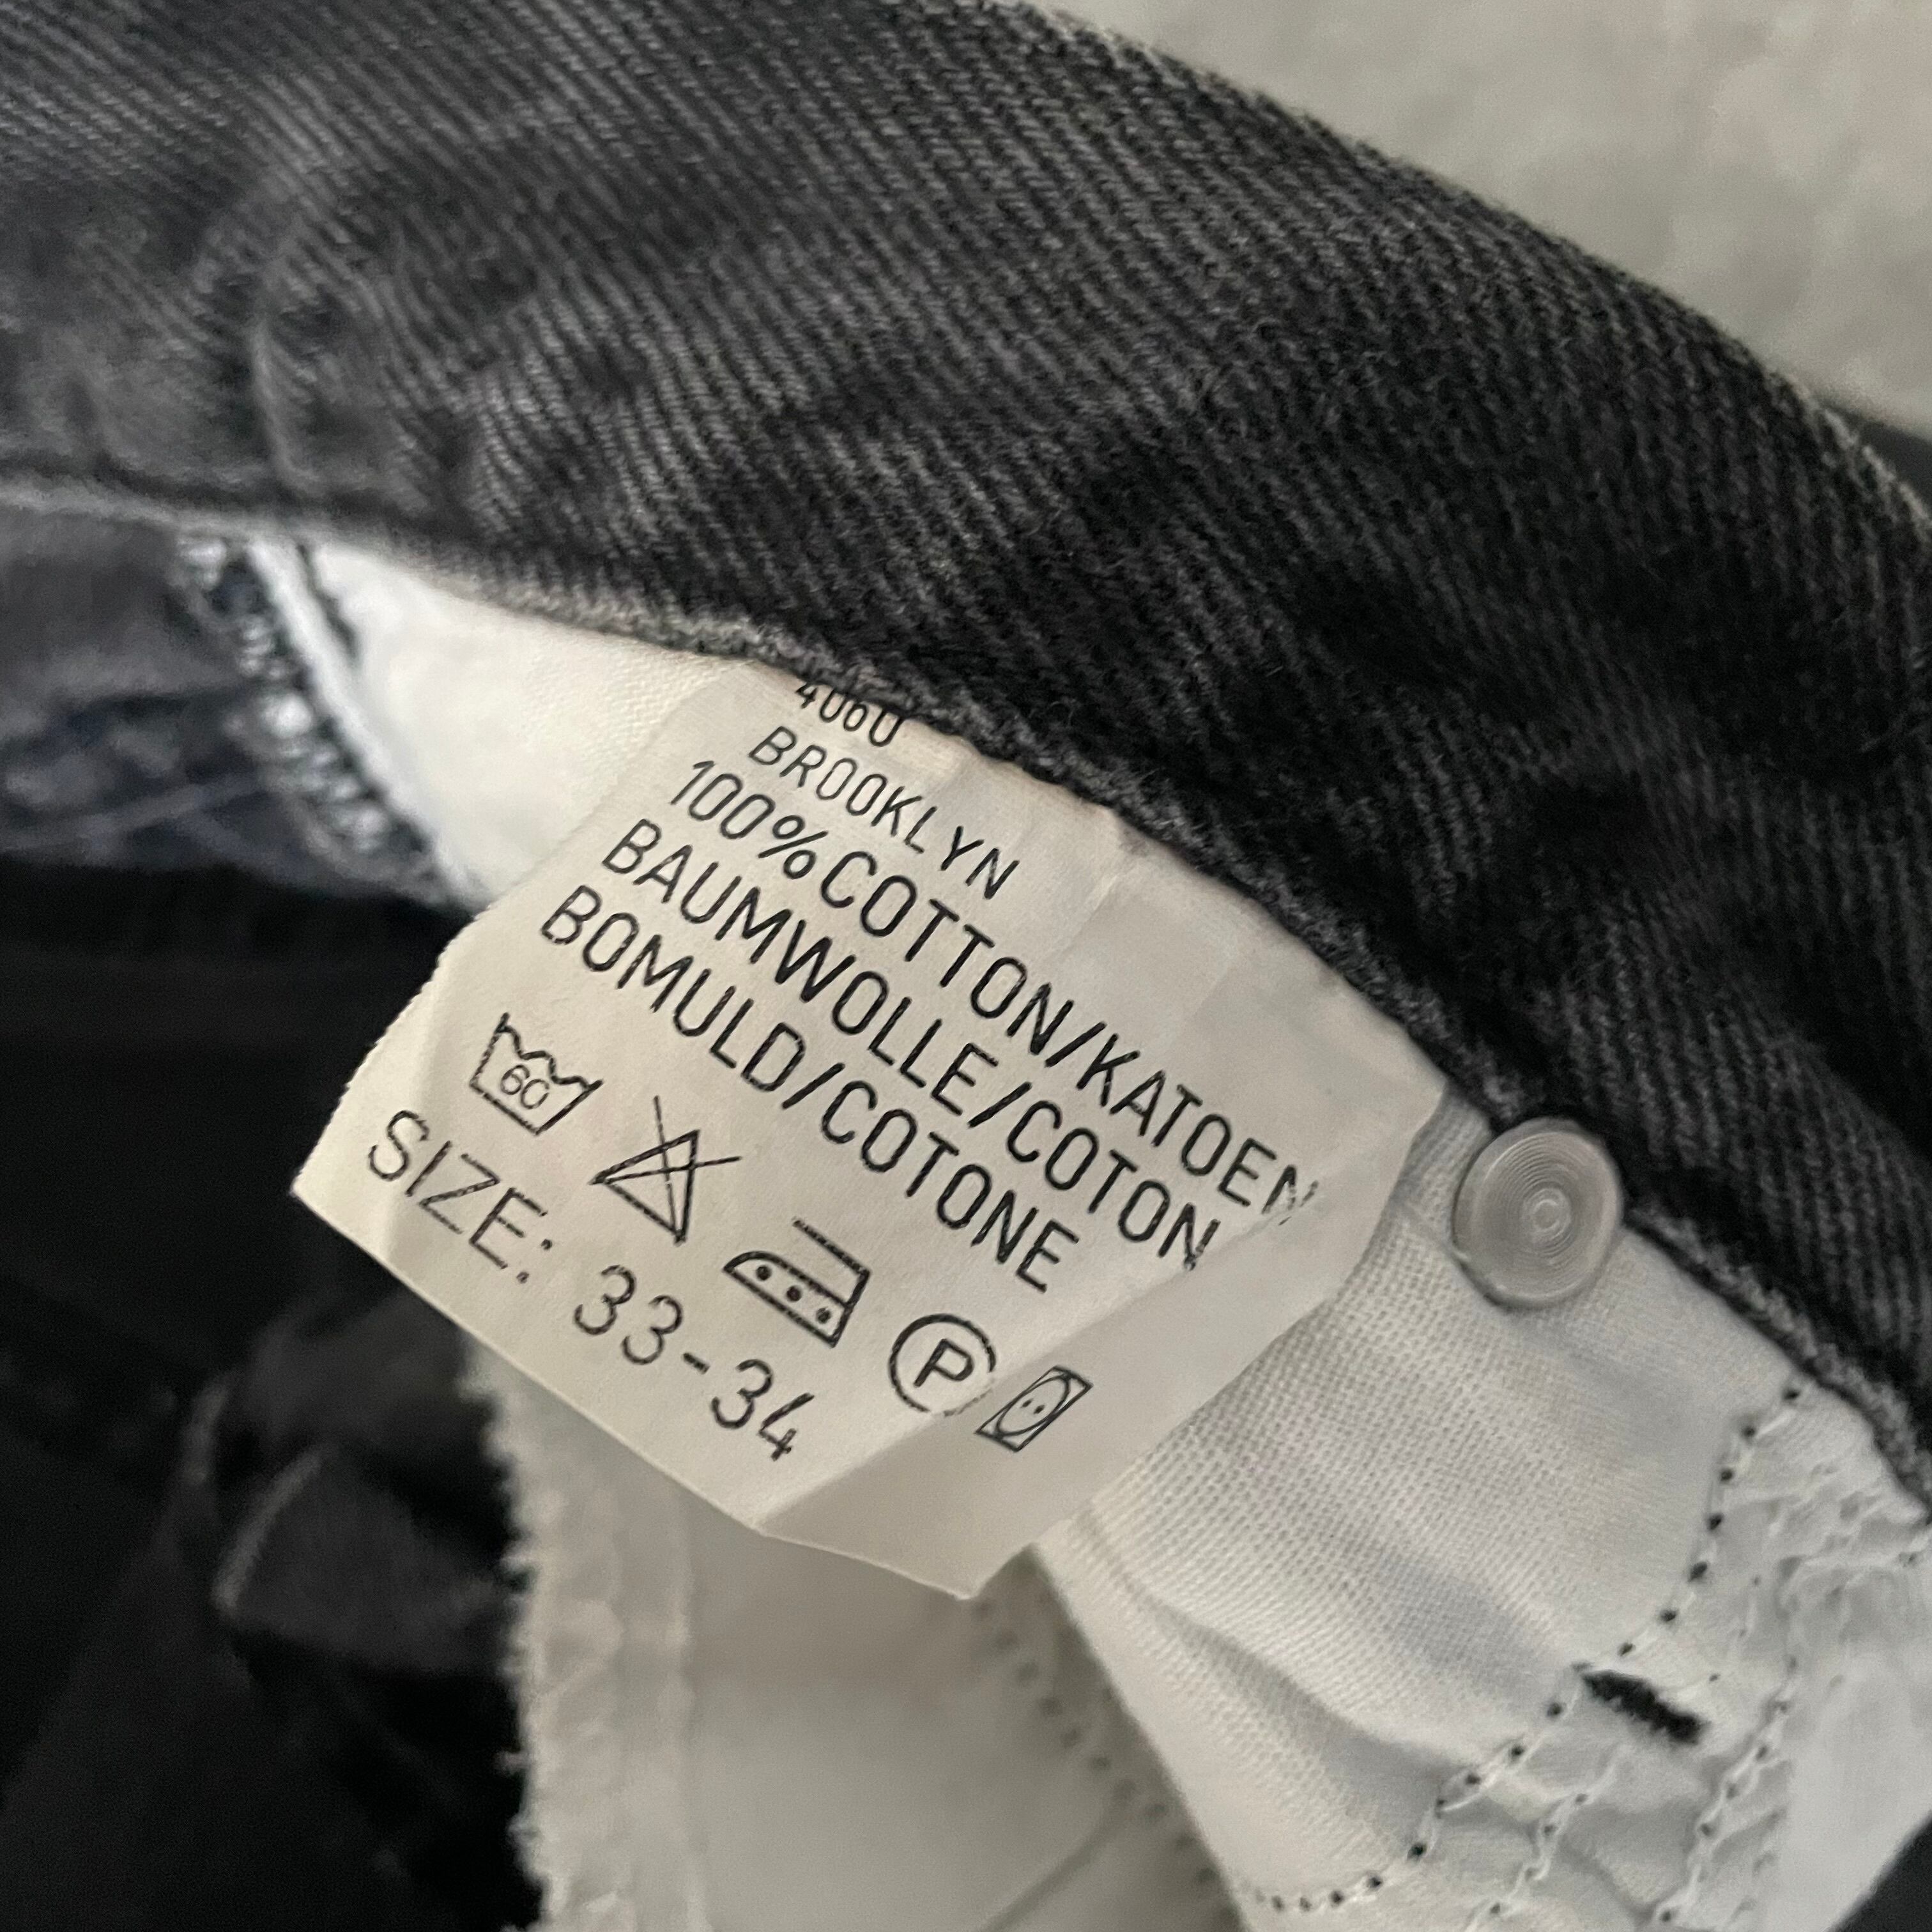 4060
BROOKLYN
100%COTTON/KATOEN
BAUMWOLLE/COTON
BOMULD/COTONE
60
P
SIZE: 33-34